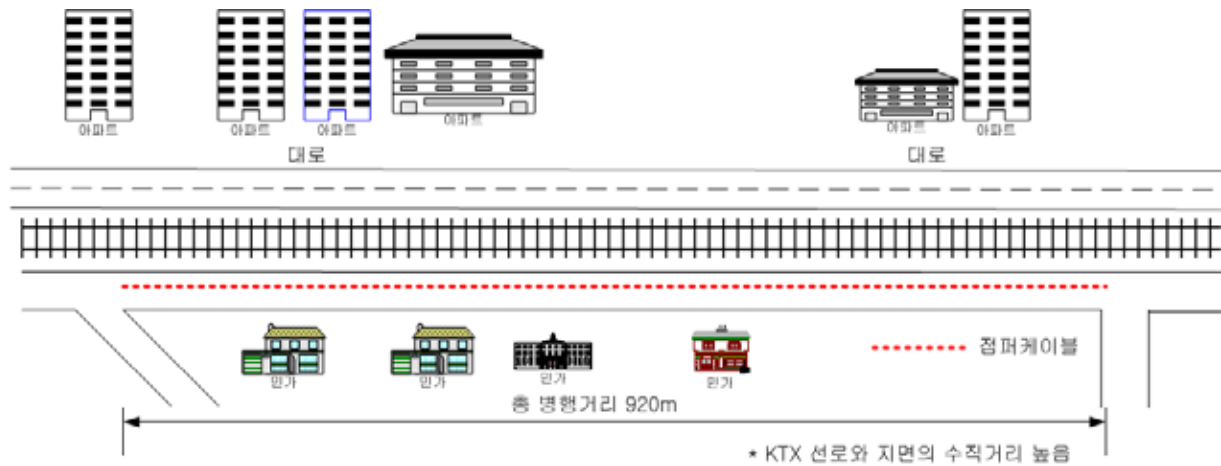 아파트 아파트 아파트 아파트 아파트 아파트
대로 대로
점퍼케이블
민가 민가 민가 민가
총 병행거리 920m
* KTX 선로와 지면의 수직거리 높음